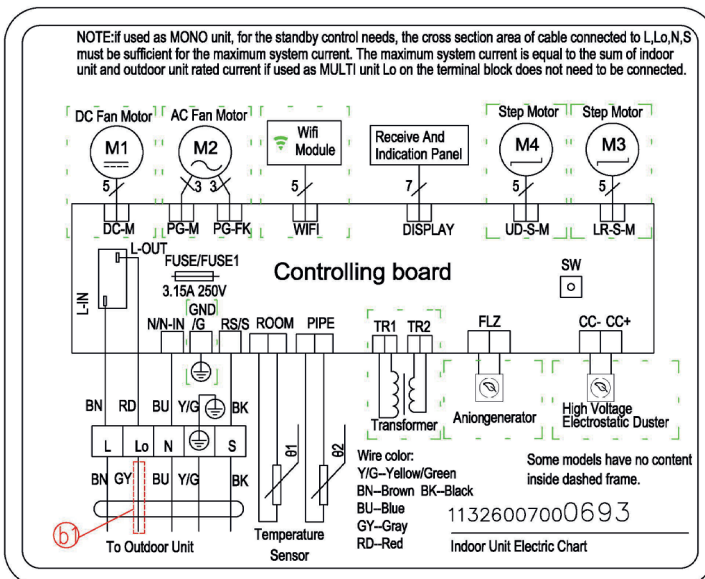 NOTE:if used as MONO unit, for the standby control needs, the cross section area of cable connected to L,Lo,N,S
must be sufficient for the maximum system current. The maximum system current is equal to the sum of indoor
unit and outdoor unit rated current if used as MULTI unit Lo on the terminal block does not need to be connected.
DC Fan Motor
AC Fan Motor
Step Motor
Step Motor
M1
M2
Wifi
Module
Receive And
Indication Panel
M4
M3
5
3
3
5
7
5
5
DC-M
PG-M
PG-FK
WIFI
DISPLAY
UD-S-M
LR-S-M
L-OUT
L-IN
FUSE/FUSE1
3.15A 250V
Controlling board
SW
GND
N/N-IN
/G
RS/S
ROOM
PIPE
TR1
TR2
FLZ
CC-
CC+
BN
RD
BU
Y/G
BK
Transformer
Aniongenerator
High Voltage
Electrostatic Duster
L
Lo
N
S
θ1
θ2
BN
GY
BU
Y/G
BK
Wire color:
Y/G--Yellow/Green
BN--Brown BK--Black
BU--Blue
GY--Gray
RD--Red
Some models have no content
inside dashed frame.
11326007000693
b1
To Outdoor Unit
Temperature
Sensor
Indoor Unit Electric Chart